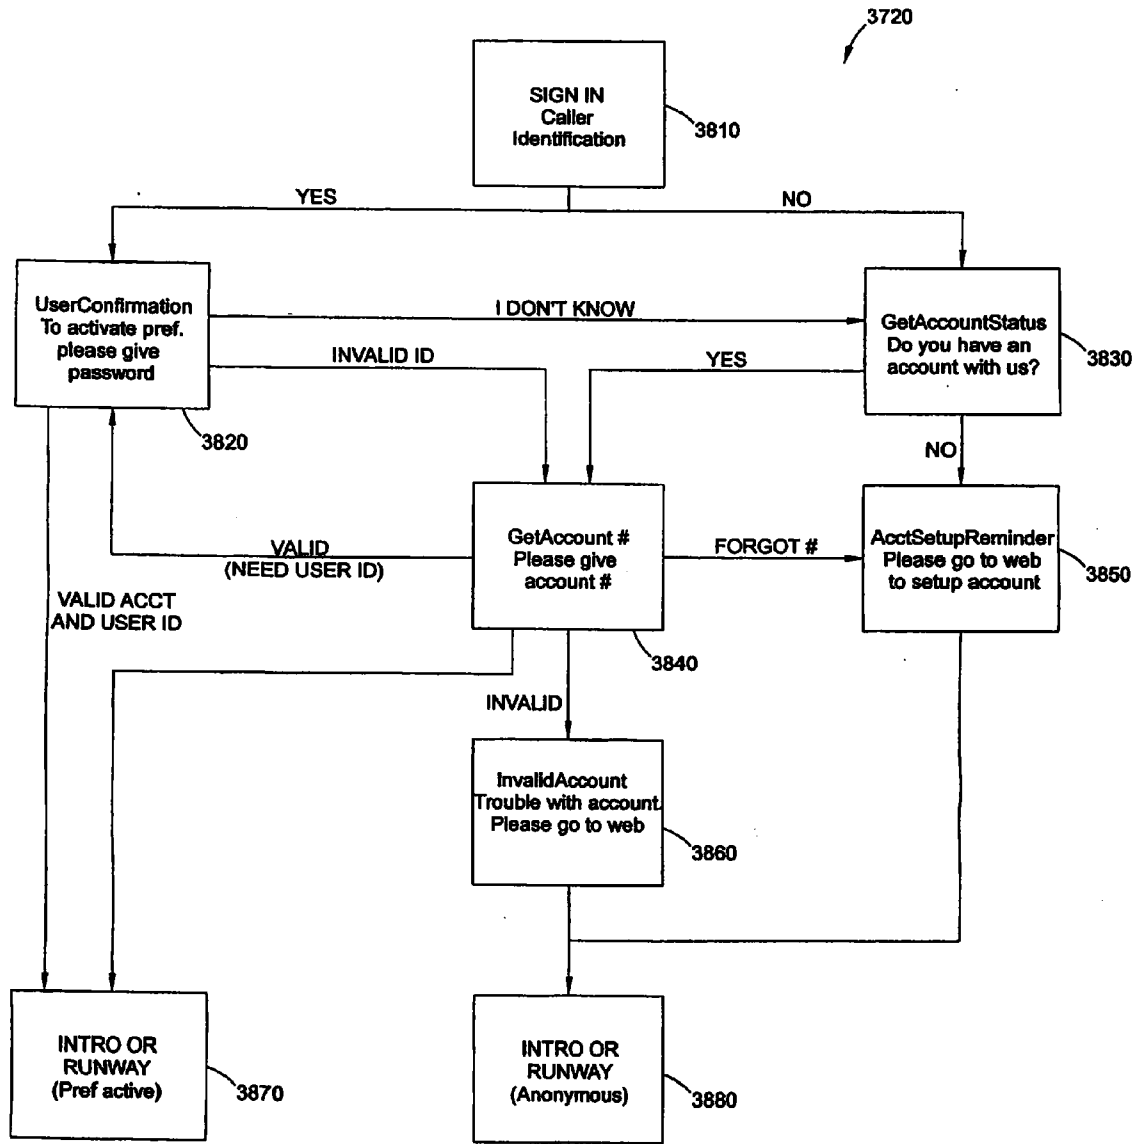 3720
SIGN IN
Caller
Identification
3810
YES
NO
UserConfirmation
To activate pref.
please give
password
3820
I DON'T KNOW
INVALID ID
YES
GetAccountStatus
Do you have an
account with us?
3830
NO
GetAccount #
Please give
account #
3840
VALID
(NEED USER ID)
FORGOT #
AcctSetupReminder
Please go to web
to setup account
3850
VALID ACCT
AND USER ID
INVALID
InvalidAccount
Trouble with account.
Please go to web
3860
INTRO OR
RUNWAY
(Pref active)
3870
INTRO OR
RUNWAY
(Anonymous)
3880